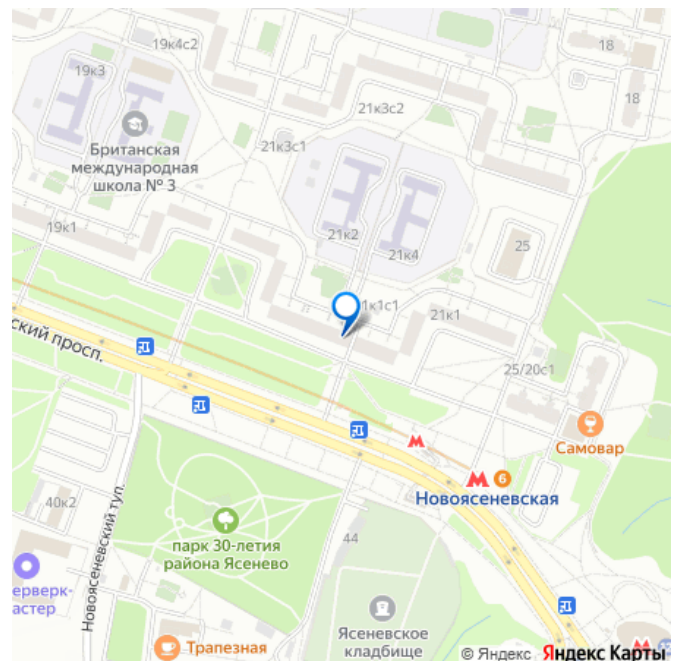 19к4с2
18
19к3
18
21к3с2
21к3с1
Британская
международная
школа № 3
19к1
21к2
25
21к4
1к1с1
21к1
ский просп.
25/20с1
Самовар
6
Новоясеневская
40к2
Новоясеневский туп.
парк 30-летия
района Ясенево
44
ерверк-
астер
Ясеневское
кладбище
Трапезная
© Яндекс Яндекс Карты